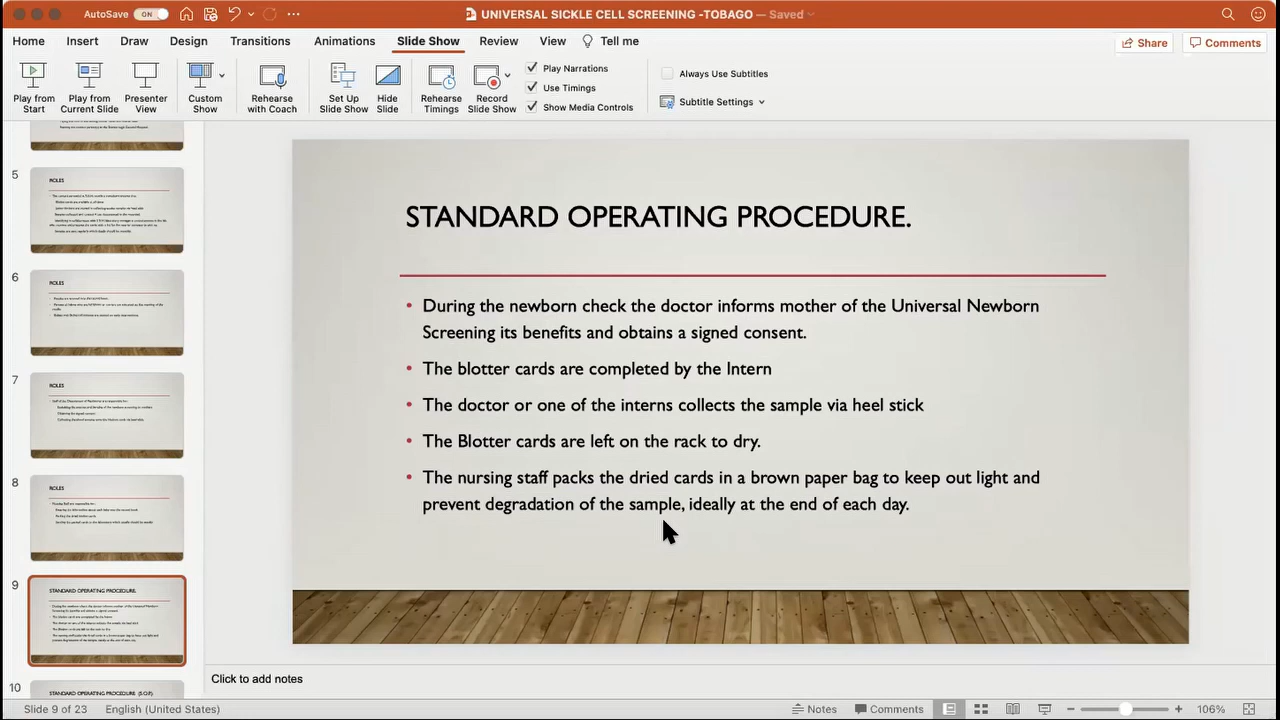 AutoSave ON
UNIVERSAL SICKLE CELL SCREENING -TOBAGO — Saved
Home Insert Draw Design Transitions Animations Slide Show Review View Tell me
Share Comments
Play from Start
Play from Current Slide
Presenter View
Custom Show
Rehearse with Coach
Set Up Slide Show
Hide Slide
Rehearse Timings
Record Slide Show
Play Narrations
Use Timings
Show Media Controls
Always Use Subtitles
Subtitle Settings
5
ROLES
6
ROLES
7
ROLES
8
ROLES
9
STANDARD OPERATING PROCEDURE.
10
STANDARD OPERATING PROCEDURE (S.O.P)
STANDARD OPERATING PROCEDURE.
• During the newborn check the doctor informs mother of the Universal Newborn
Screening its benefits and obtains a signed consent.
• The blotter cards are completed by the Intern
• The doctor or one of the interns collects the sample via heel stick
• The Blotter cards are left on the rack to dry.
• The nursing staff packs the dried cards in a brown paper bag to keep out light and
prevent degradation of the sample, ideally at the end of each day.
Click to add notes
Slide 9 of 23 English (United States)
Notes Comments 106%